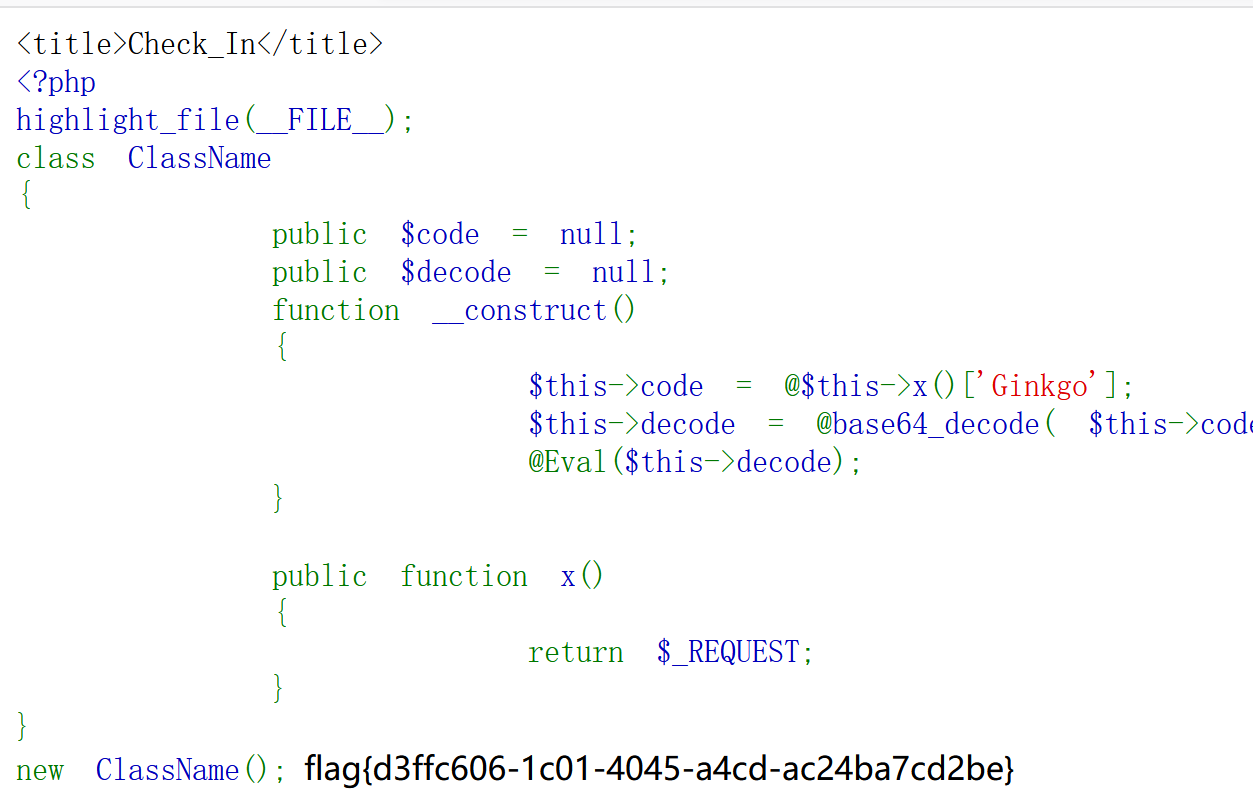 <title>Check_In</title>
<?php
highlight_file(__FILE__);
class ClassName
{
public $code = null;
public $decode = null;
function __construct()
{
$this->code = @$this->x()['Ginkgo'];
$this->decode = @base64_decode( $this->code
@Eval($this->decode);
}
public function x()
{
return $_REQUEST;
}
}
new ClassName(); flag{d3ffc606-1c01-4045-a4cd-ac24ba7cd2be}